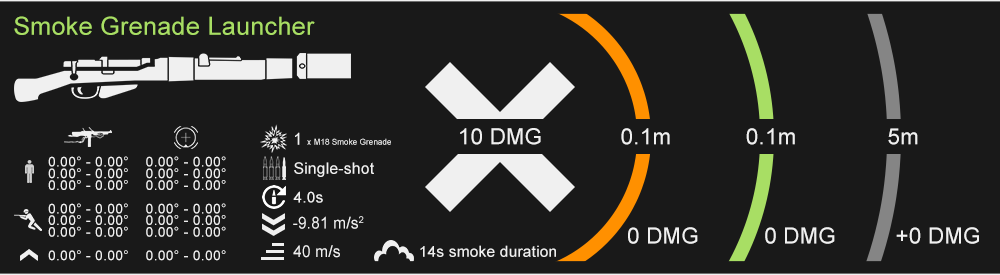 Smoke Grenade Launcher
0.00° - 0.00° 0.00° - 0.00°
0.00° - 0.00° 0.00° - 0.00°
0.00° - 0.00° 0.00° - 0.00°
0.00° - 0.00° 0.00° - 0.00°
0.00° - 0.00° 0.00° - 0.00°
0.00° - 0.00° 0.00° - 0.00°
0.00° - 0.00° 0.00° - 0.00°
1 x M18 Smoke Grenade
Single-shot
4.0s
-9.81 m/s²
40 m/s
14s smoke duration
10 DMG
0.1m
0 DMG
0.1m
0 DMG
5m
+0 DMG